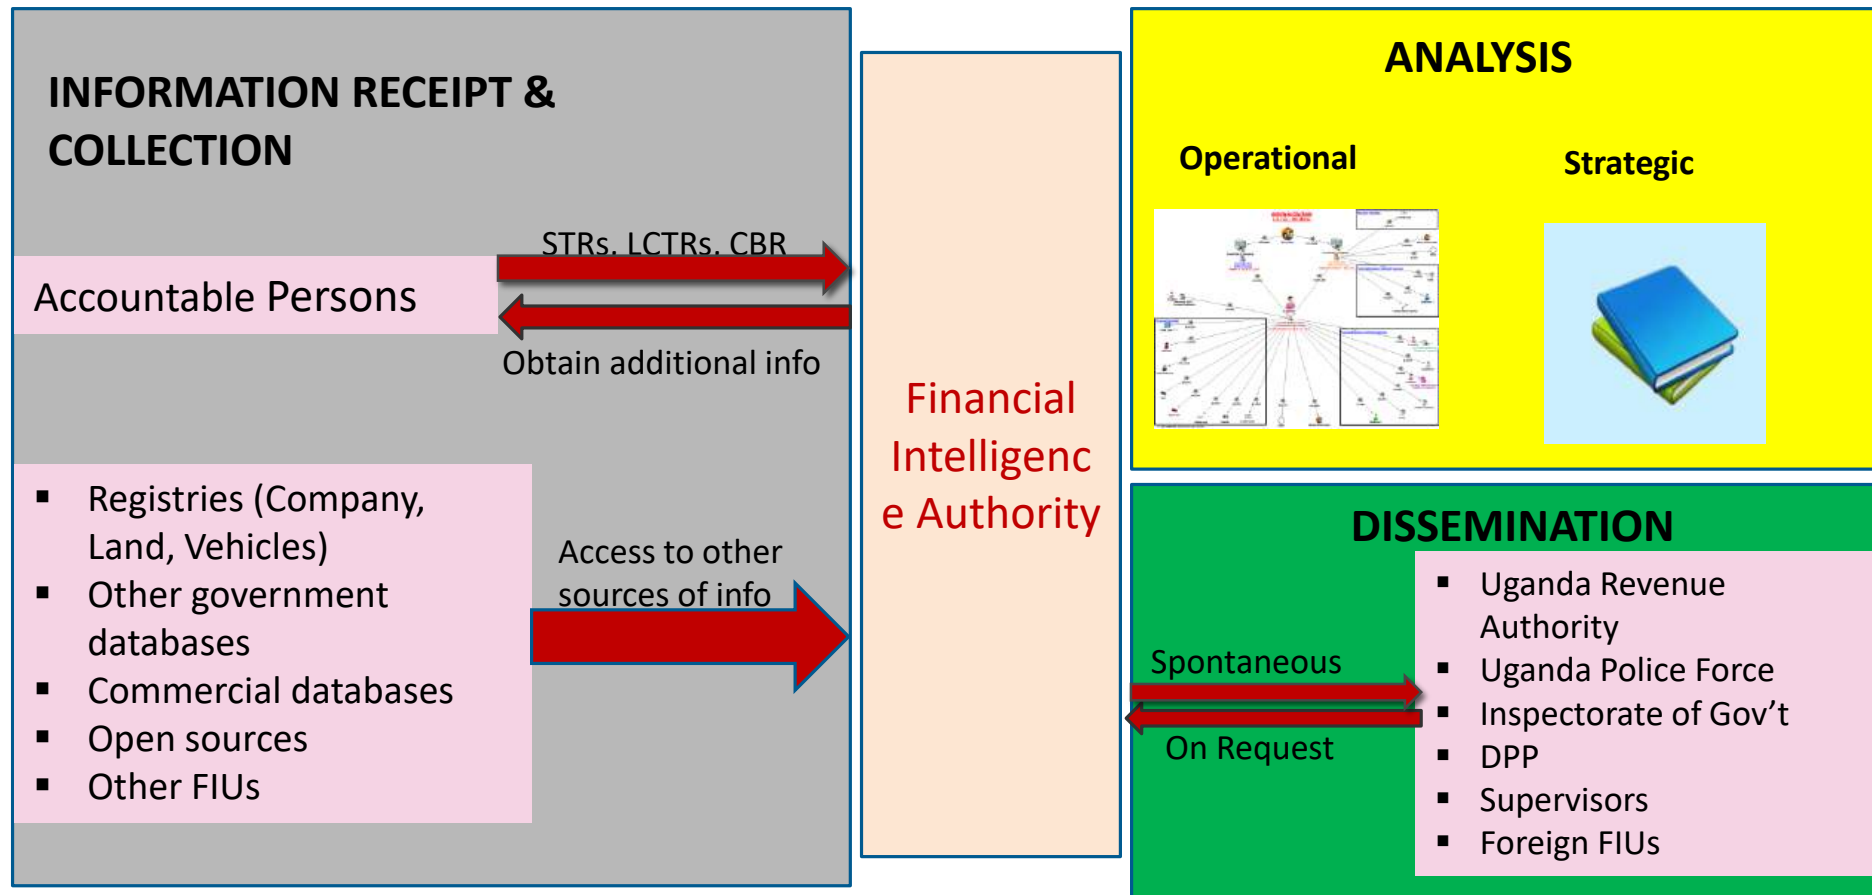 INFORMATION RECEIPT &
COLLECTION
STRs, LCTRs, CBR
Accountable Persons
Obtain additional info
▪ Registries (Company,
Land, Vehicles)
▪ Other government
databases
▪ Commercial databases
▪ Open sources
▪ Other FIUs
Access to other
sources of info
Financial
Intelligenc
e Authority
ANALYSIS
Operational
Strategic
DISSEMINATION
Spontaneous
On Request
▪ Uganda Revenue
Authority
▪ Uganda Police Force
▪ Inspectorate of Gov’t
▪ DPP
▪ Supervisors
▪ Foreign FIUs